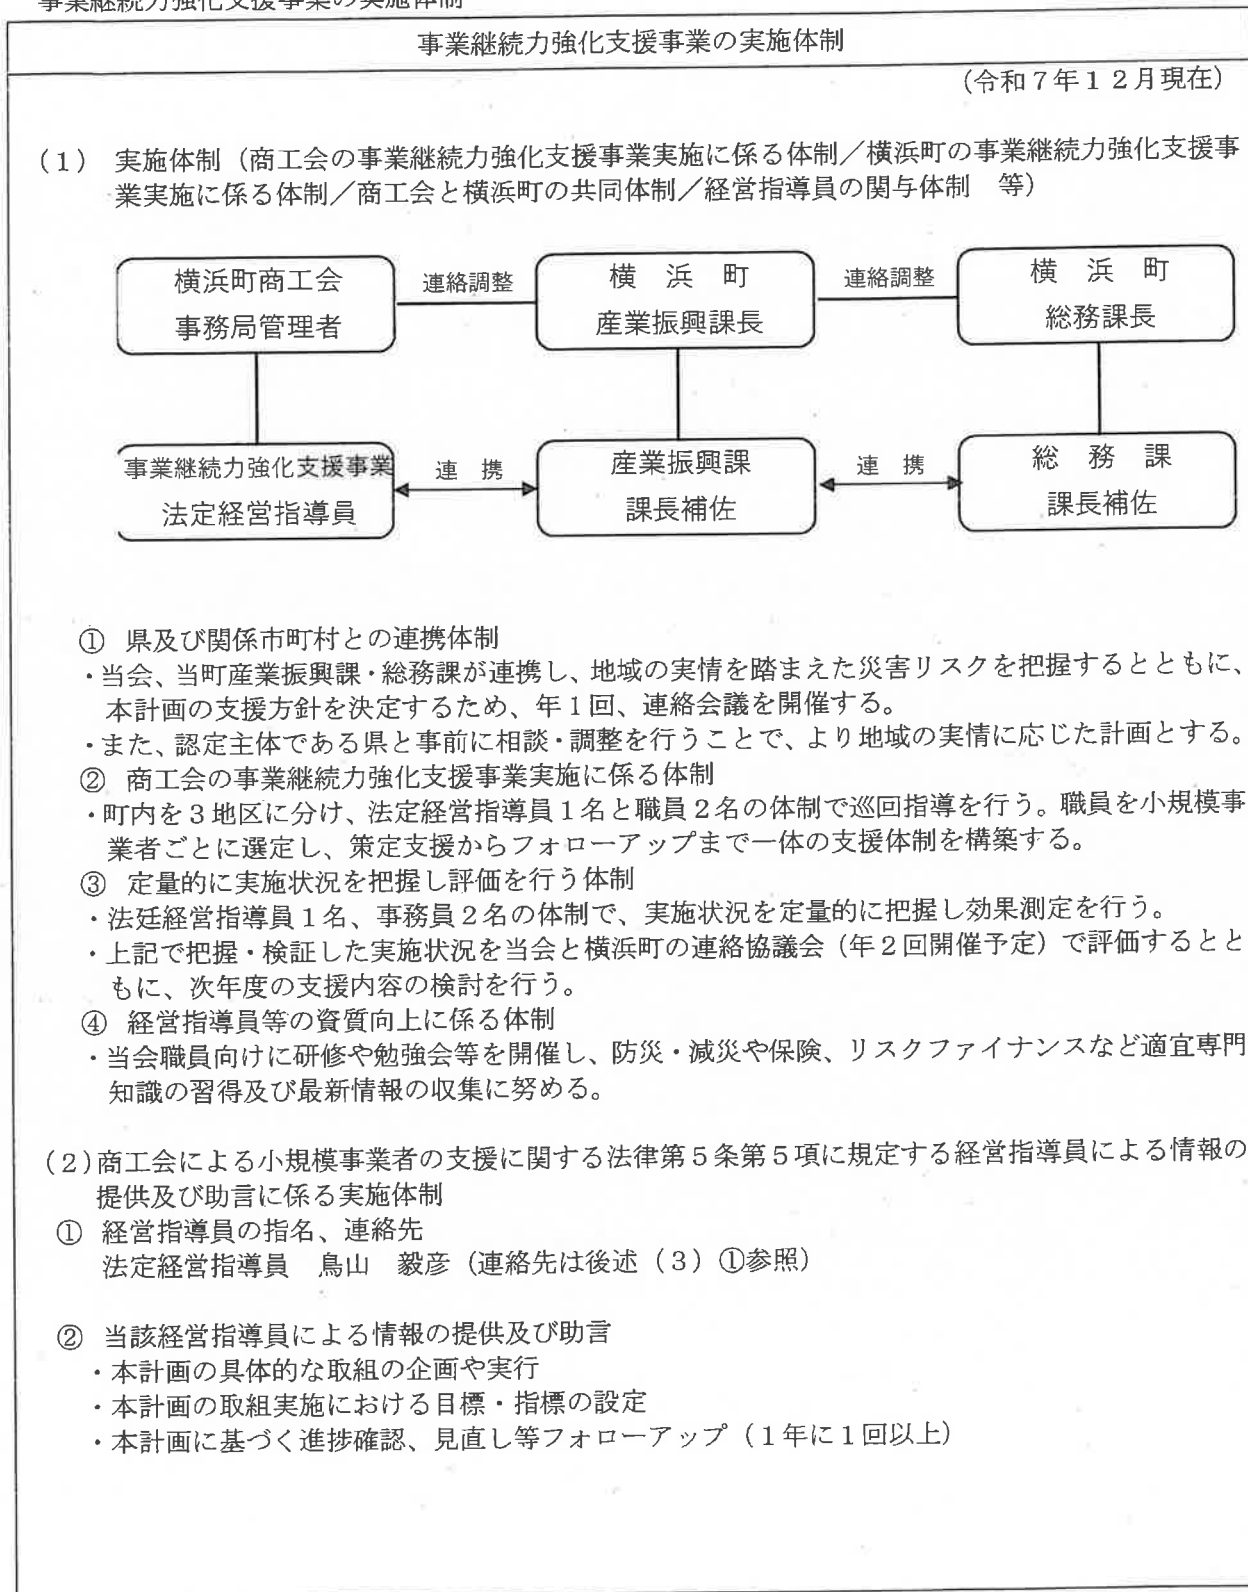 事業継続力強化支援事業の実施体制
事業継続力強化支援事業の実施体制
(令和7年12月現在)
(1) 実施体制(商工会の事業継続力強化支援事業実施に係る体制/横浜町の事業継続力強化支援事
業実施に係る体制/商工会と横浜町の共同体制/経営指導員の関与体制 等)
横浜町商工会
事務局管理者
連絡調整
横 浜 町
産業振興課長
連絡調整
横 浜 町
総務課長
事業継続力強化支援事業
法定経営指導員
連 携
産業振興課
課長補佐
連 携
総 務 課
課長補佐
① 県及び関係市町村との連携体制
・当会、当町産業振興課・総務課が連携し、地域の実情を踏まえた災害リスクを把握するとともに、
本計画の支援方針を決定するため、年1回、連絡会議を開催する。
・また、認定主体である県と事前に相談・調整を行うことで、より地域の実情に応じた計画とする。
② 商工会の事業継続力強化支援事業実施に係る体制
・町内を3地区に分け、法定経営指導員1名と職員2名の体制で巡回指導を行う。職員を小規模事
業者ごとに選定し、策定支援からフォローアップまで一体の支援体制を構築する。
③ 定量的に実施状況を把握し評価を行う体制
・法廷経営指導員1名、事務員2名の体制で、実施状況を定量的に把握し効果測定を行う。
・上記で把握・検証した実施状況を当会と横浜町の連絡協議会(年2回開催予定)で評価するとと
もに、次年度の支援内容の検討を行う。
④ 経営指導員等の資質向上に係る体制
・当会職員向けに研修や勉強会等を開催し、防災・減災や保険、リスクファイナンスなど適宜専門
知識の習得及び最新情報の収集に努める。
(2)商工会による小規模事業者の支援に関する法律第5条第5項に規定する経営指導員による情報の
提供及び助言に係る実施体制
① 経営指導員の指名、連絡先
法定経営指導員 鳥山 毅彦(連絡先は後述(3)①参照)
② 当該経営指導員による情報の提供及び助言
・本計画の具体的な取組の企画や実行
・本計画の取組実施における目標・指標の設定
・本計画に基づく進捗確認、見直し等フォローアップ(1年に1回以上)